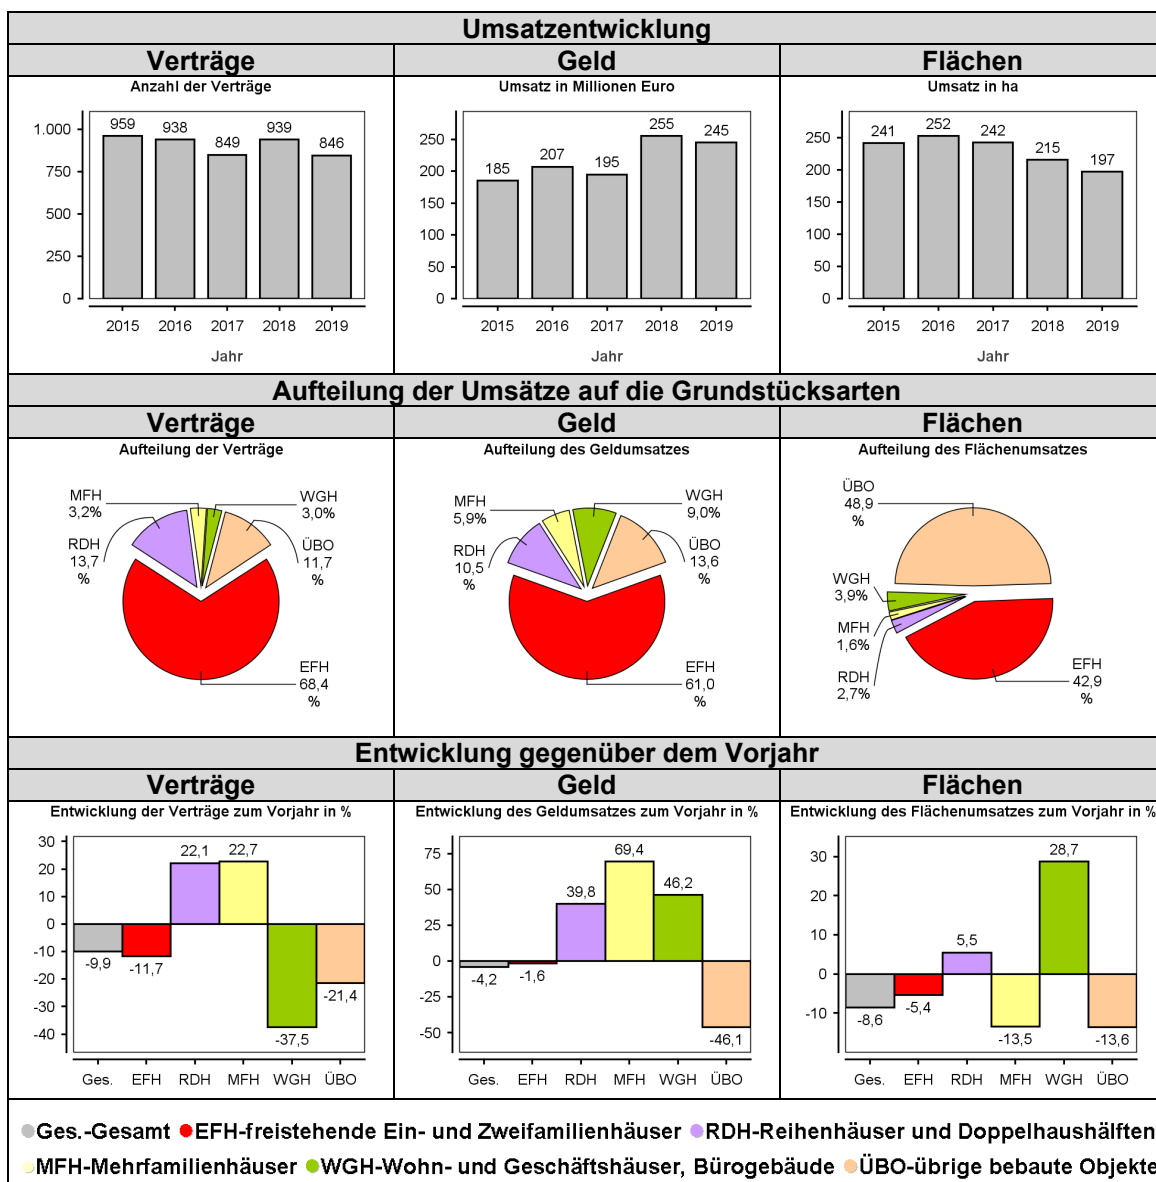 Umsatzentwicklung
Verträge
Geld
Flächen
Anzahl der Verträge
1.000
750
500
250
0
959
938
849
939
846
2015
2016
2017
2018
2019
Jahr
Umsatz in Millionen Euro
250
200
150
100
50
0
185
207
195
255
245
2015
2016
2017
2018
2019
Jahr
Umsatz in ha
250
200
150
100
50
0
241
252
242
215
197
2015
2016
2017
2018
2019
Jahr
Aufteilung der Umsätze auf die Grundstücksarten
Verträge
Geld
Flächen
Aufteilung der Verträge
MFH
3,2%
WGH
3,0%
RDH
13,7
%
ÜBO
11,7
%
EFH
68,4
%
Aufteilung des Geldumsatzes
MFH
5,9%
WGH
9,0%
RDH
10,5
%
ÜBO
13,6
%
EFH
61,0
%
Aufteilung des Flächenumsatzes
ÜBO
48,9
%
WGH
3,9%
MFH
1,6%
RDH
2,7%
EFH
42,9
%
Entwicklung gegenüber dem Vorjahr
Verträge
Geld
Flächen
Entwicklung der Verträge zum Vorjahr in %
30
20
10
0
-10
-20
-30
-40
-9,9
-11,7
22,1
22,7
-37,5
-21,4
Ges.
EFH
RDH
MFH
WGH
ÜBO
Entwicklung des Geldumsatzes zum Vorjahr in %
75
50
25
0
-25
-50
-4,2
-1,6
39,8
69,4
46,2
-46,1
Ges.
EFH
RDH
MFH
WGH
ÜBO
Entwicklung des Flächenumsatzes zum Vorjahr in %
30
20
10
0
-10
-8,6
-5,4
5,5
-13,5
28,7
-13,6
Ges.
EFH
RDH
MFH
WGH
ÜBO
Ges.-Gesamt EFH-freistehende Ein- und Zweifamilienhäuser RDH-Reihenhäuser und Doppelhaushälften
MFH-Mehrfamilienhäuser WGH-Wohn- und Geschäftshäuser, Bürogebäude ÜBO-übrige bebaute Objekte